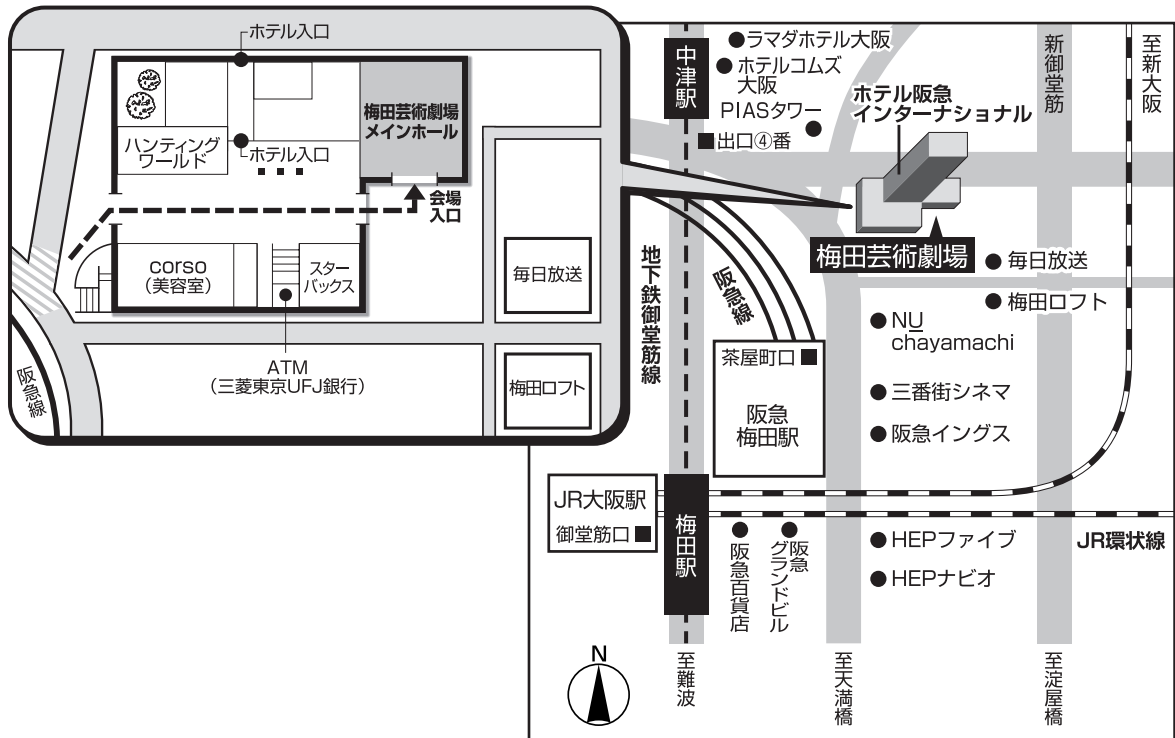 ホテル入口
梅田芸術劇場
メインホール
ハンティング
ワールド
ホテル入口
会場
入口
corso
(美容室)
スター
バックス
ATM
(三菱東京UFJ銀行)
阪急線
毎日放送
梅田ロフト
中津駅
ラマダホテル大阪
ホテルコムズ
大阪
PIASタワー
出口④番
ホテル阪急
インターナショナル
新御堂筋
至新大阪
梅田芸術劇場
毎日放送
梅田ロフト
地下鉄御堂筋線
阪急線
NU
chayamachi
茶屋町口
阪急
梅田駅
三番街シネマ
阪急イングス
JR大阪駅
御堂筋口
梅田駅
阪急百貨店
阪急
グランドビル
HEPファイブ
HEPナビオ
JR環状線
N
至難波
至天満橋
至淀屋橋